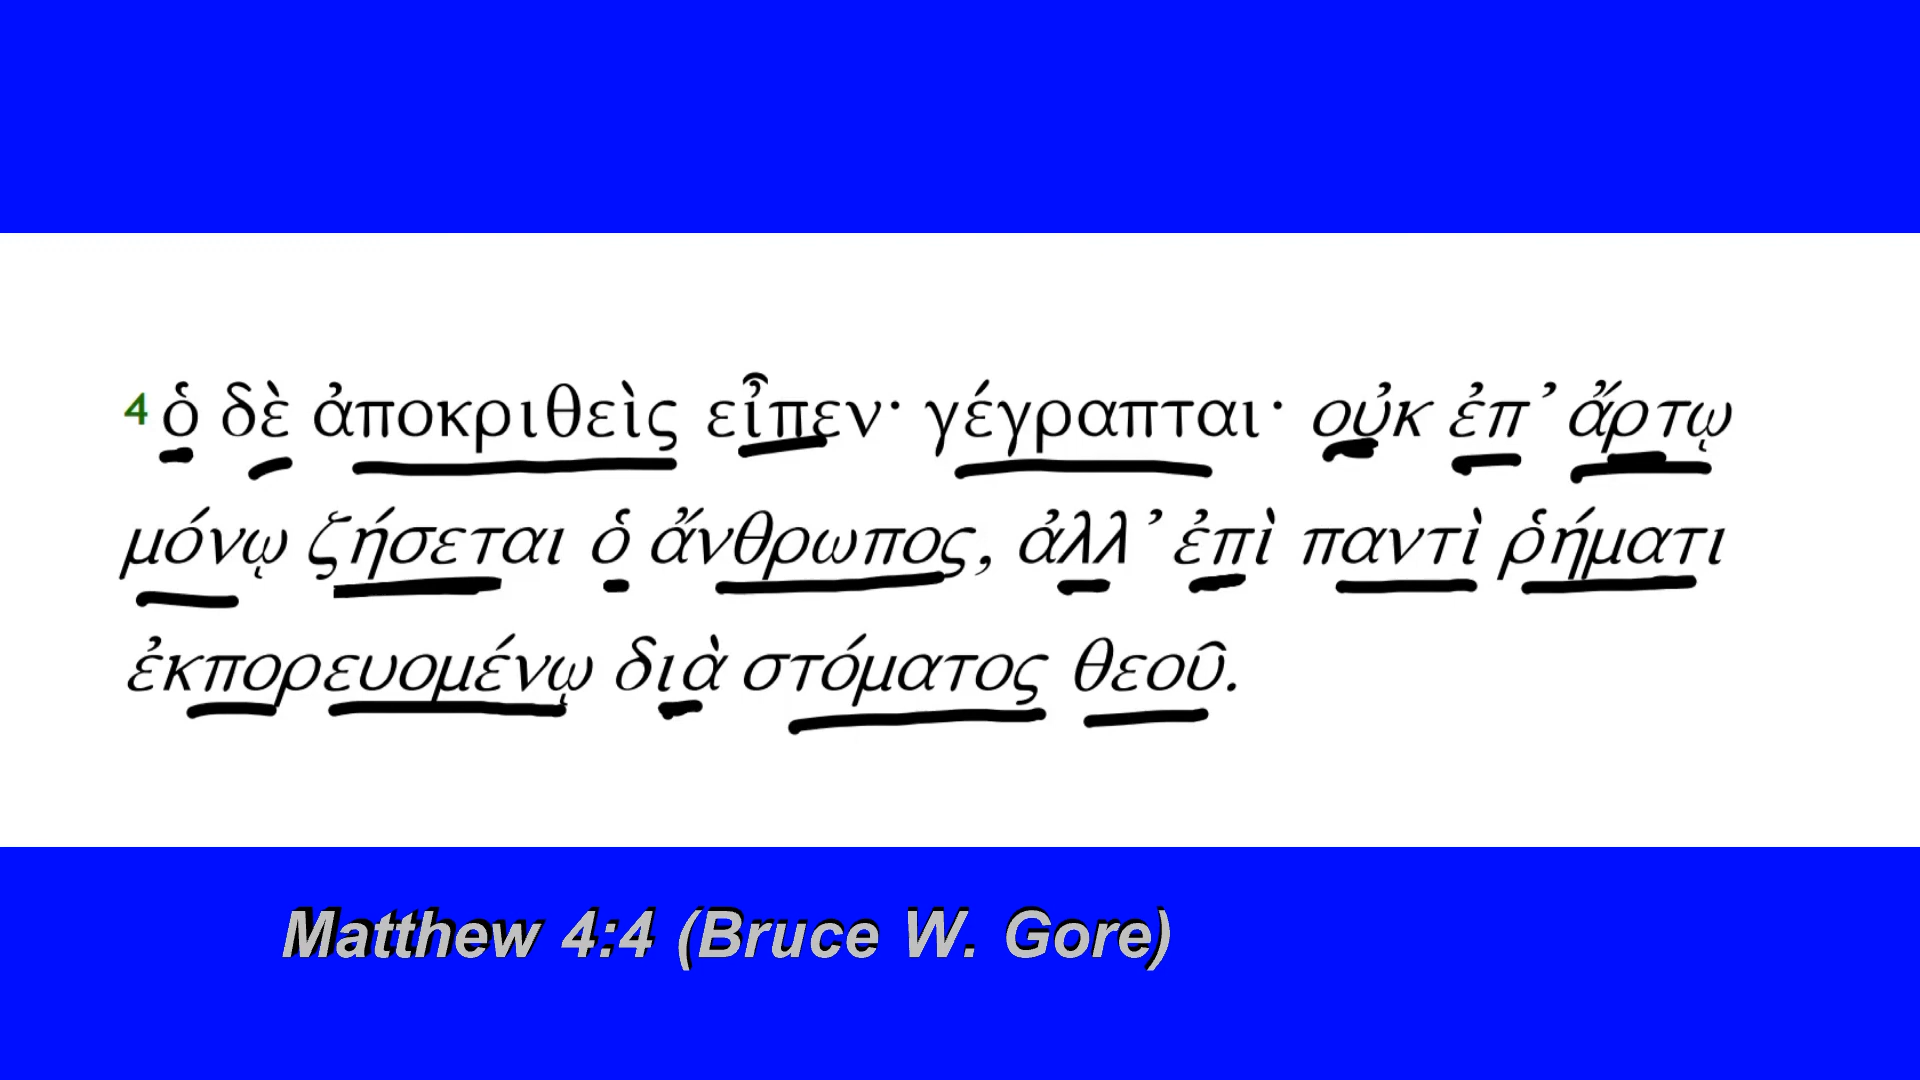 4 ὁ δὲ ἀποκριθεὶς εἶπεν· γέγραπται· οὐκ ἐπ’ ἄρτῳ
μόνῳ ζήσεται ὁ ἄνθρωπος, ἀλλ’ ἐπὶ παντὶ ῥήματι
ἐκπορευομένῳ διὰ στόματος θεοῦ.
Matthew 4:4 (Bruce W. Gore)